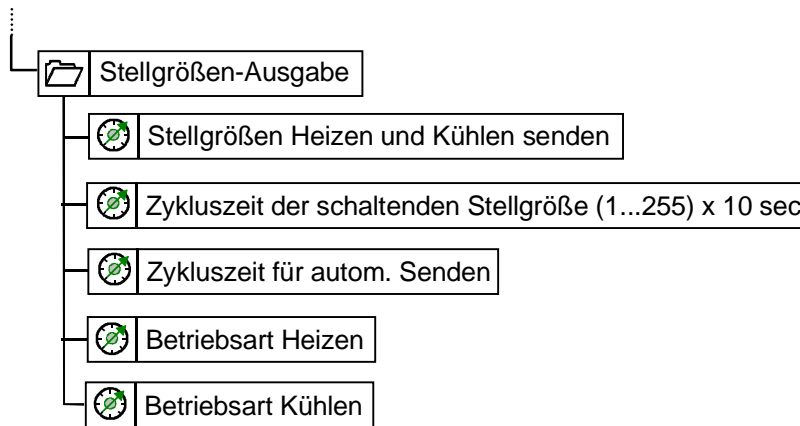 Stellgrößen-Ausgabe
Stellgrößen Heizen und Kühlen senden
Zykluszeit der schaltenden Stellgröße (1...255) x 10 sec
Zykluszeit für autom. Senden
Betriebsart Heizen
Betriebsart Kühlen